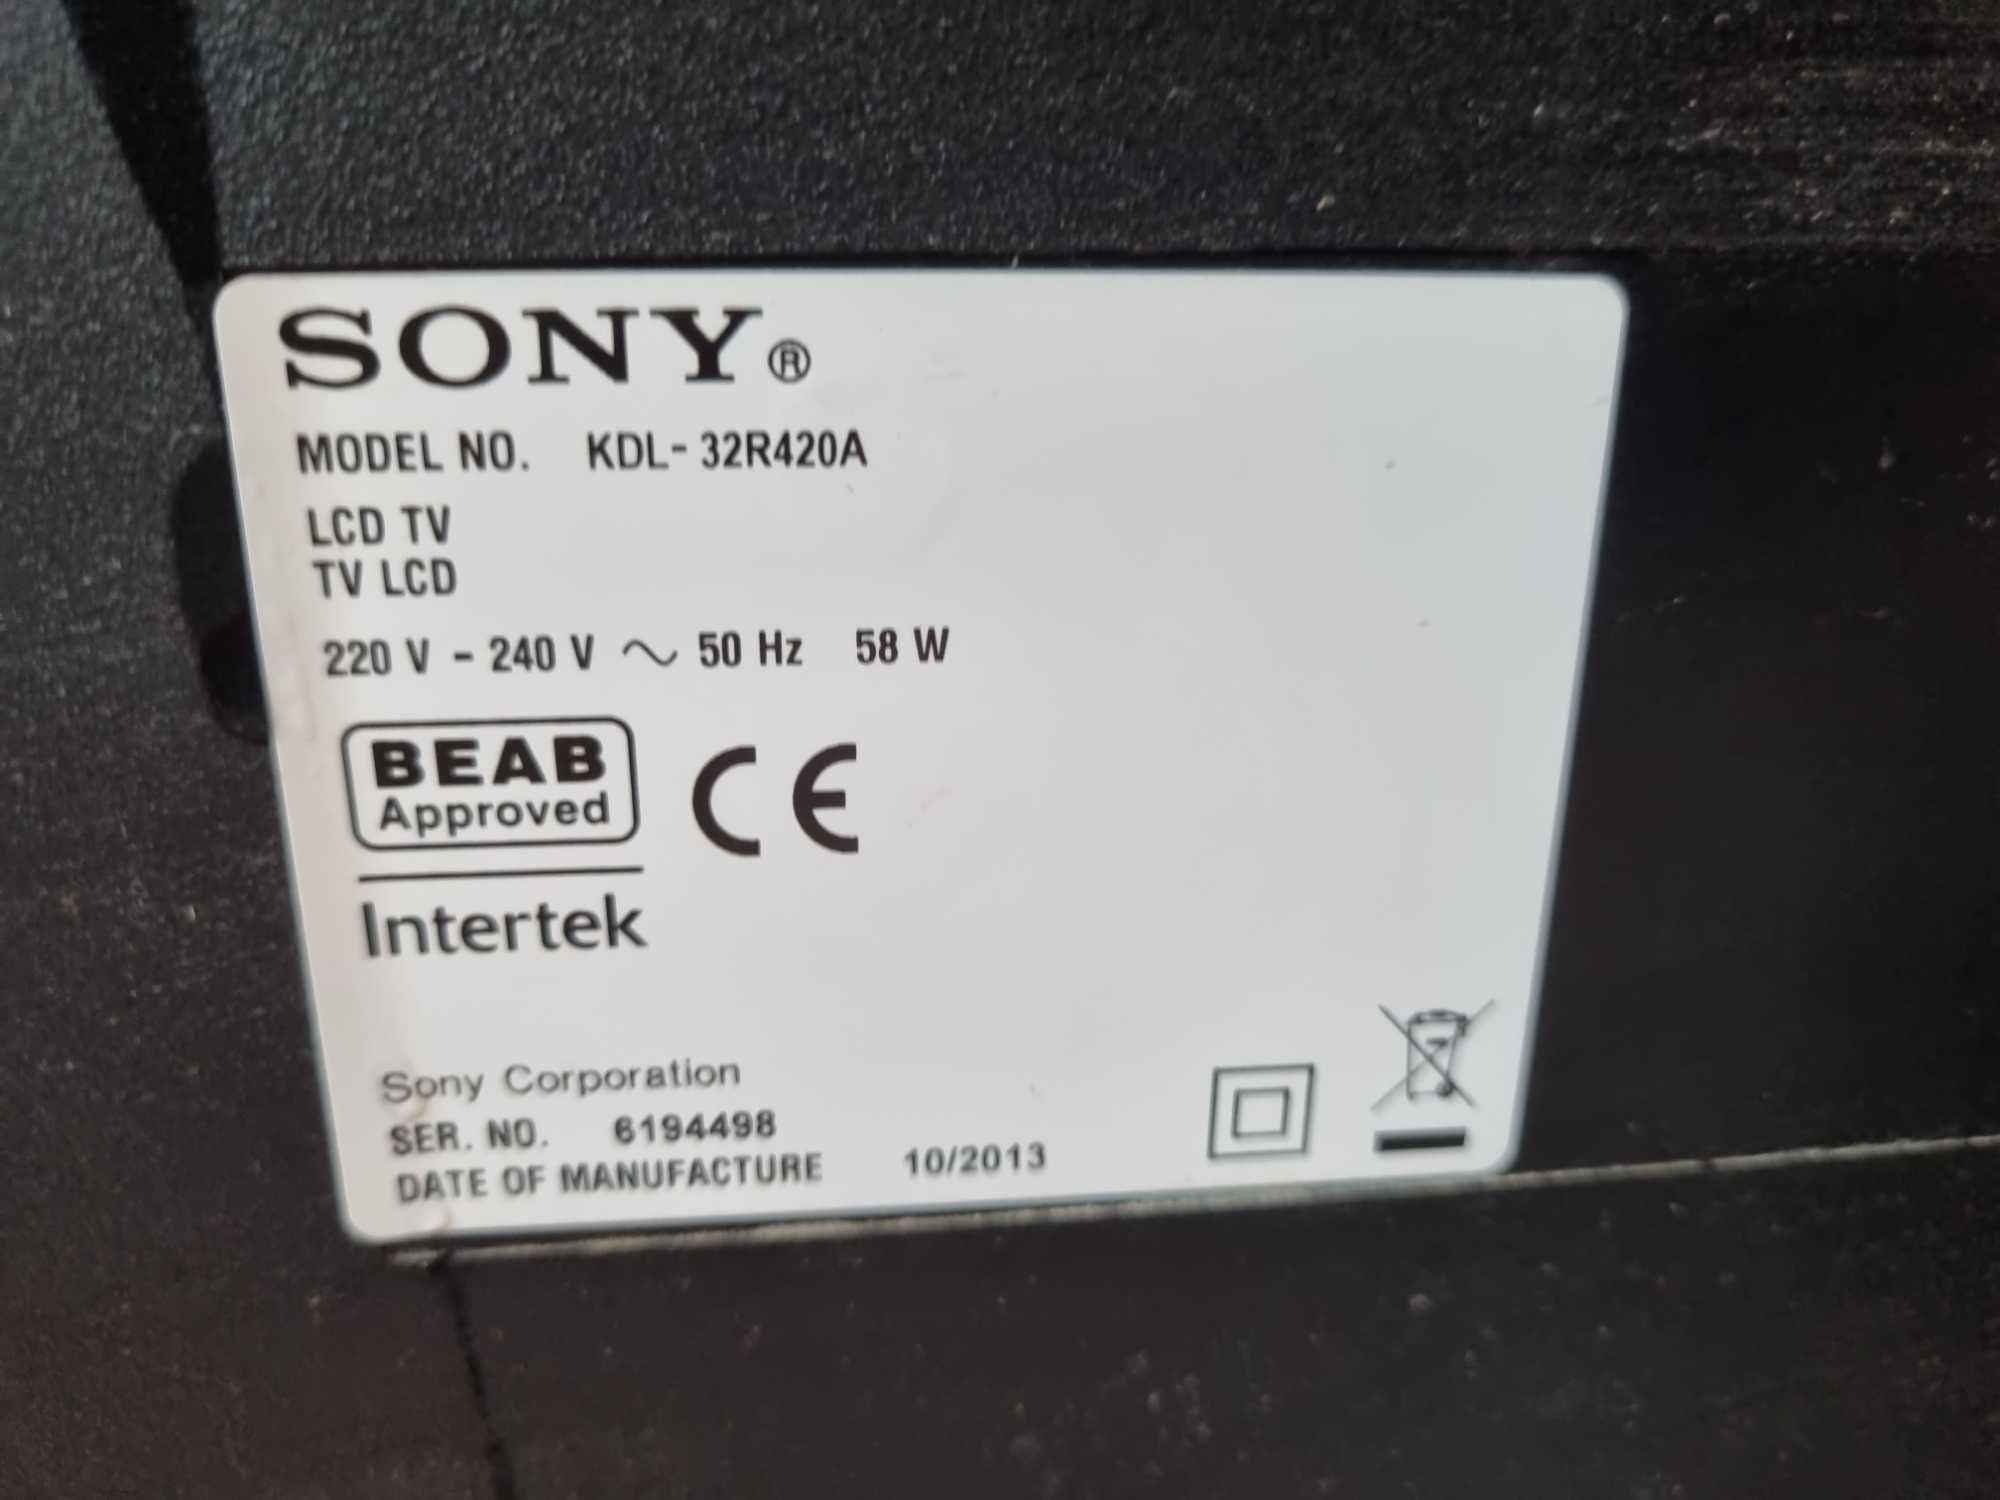 SONY®
MODEL NO. KDL-32R420A
LCD TV
TV LCD
220 V - 240 V ～ 50 Hz 58 W
BEAB
Approved
CE
Intertek
Sony Corporation
SER. NO. 6194498
DATE OF MANUFACTURE 10/2013